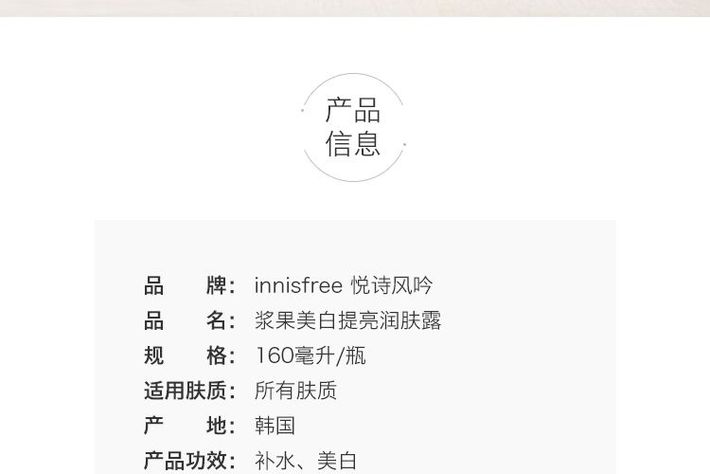 产品
信息
品 牌： innisfree 悦诗风吟
品 名： 浆果美白提亮润肤露
规 格： 160毫升/瓶
适用肤质： 所有肤质
产 地： 韩国
产品功效： 补水、美白